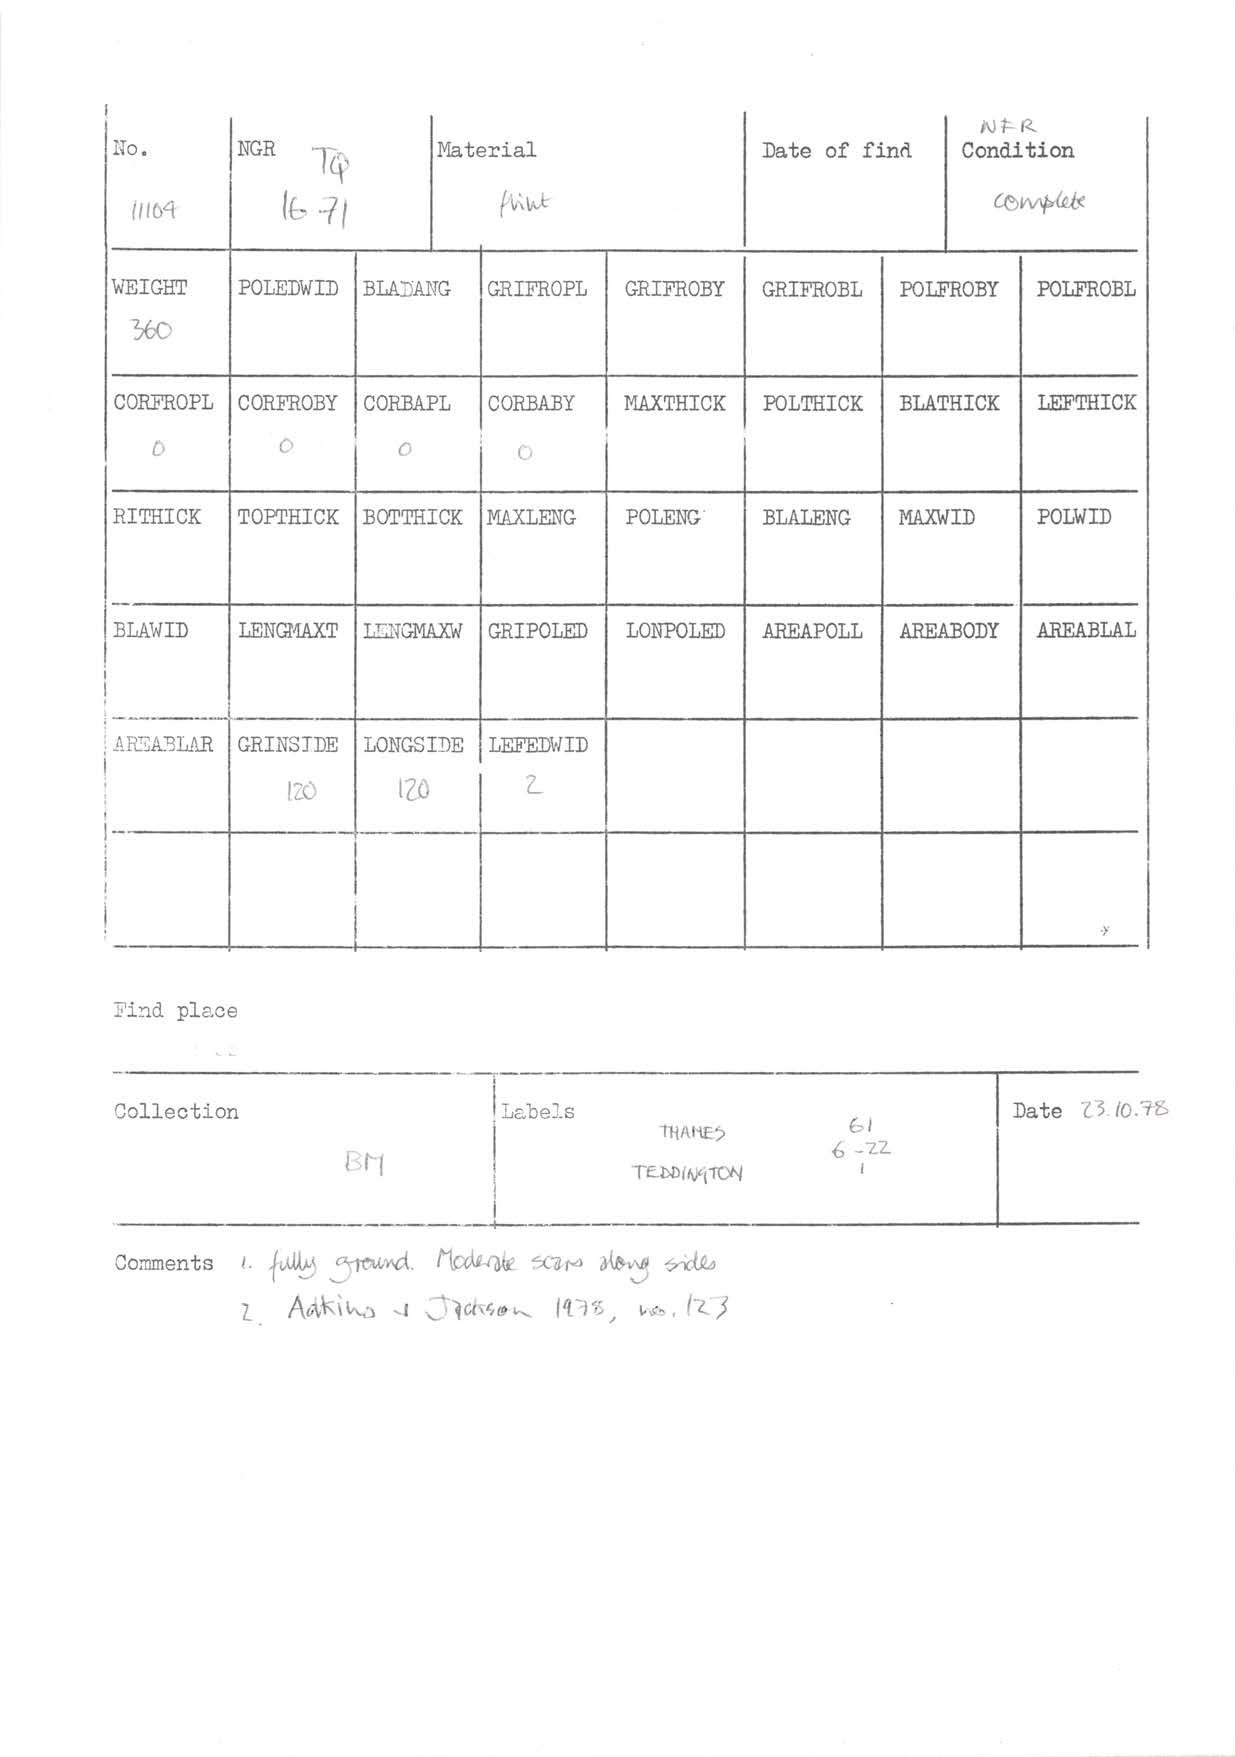 No. NGR TQ Material Date of find NFR Condition
11109 16-71 flint complete
WEIGHT POLEDWID BLADANG GRIFROPL GRIFROBY GRIFROBL POLFROBY POLFROBL
360
CORFROPL CORFROBY CORBAPL CORBABY MAXTHICK POLTHICK BLATHICK LEFTHICK
0 0 0 0
RITHICK TOPTHICK BOTTHICK MAXLENG POLENG BLALENG MAXWID POLWID
BLAWID LENGMAXT LENGMAXW GRIPOLED LONPOLED AREAPOLL AREABODY AREABLAL
AREABLAR GRINSIDE LONGSIDE LEFEDWID
120 120 2
Find place
Collection Labels Date 23.10.78
BM
THAMES 61
6-22
TEDDINGTON 1
Comments 1. fully ground. Moderate scars along sides
2. Adkins & Jackson 1978, no. 123